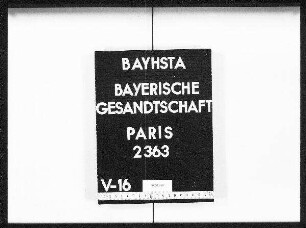 BAYHSTA
BAYERISCHE
GESANDTSCHAFT
PARIS
2363
V-16